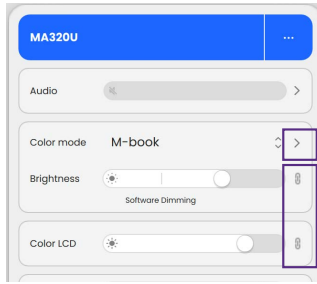 MA320U
Audio
Color mode M-book
Brightness
Software Dimming
Color LCD